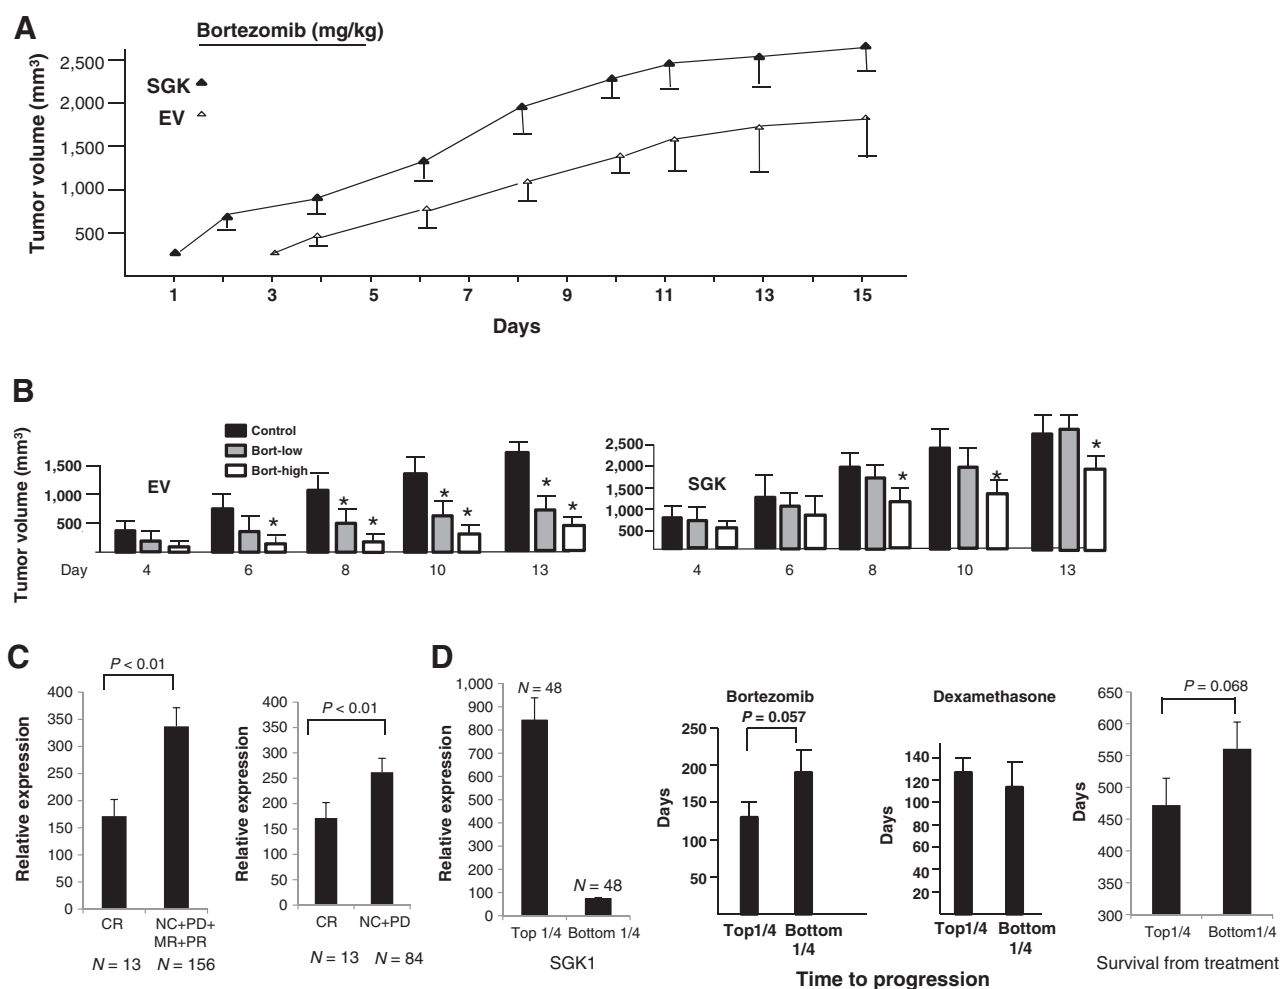 A
Bortezomib (mg/kg)
Tumor volume (mm³)
2,500
2,000
1,500
1,000
500
SGK
EV
1 3 5 7 9 11 13 15
Days
B
Tumor volume (mm³)
1,500
1,000
500
EV
Control
Bort-low
Bort-high
* * * * * * *
Day 4 6 8 10 13
2,500
2,000
1,500
1,000
500
SGK
* * *
4 6 8 10 13
C
P < 0.01
Relative expression
400
350
300
250
200
150
100
50
0
CR NC+PD+
MR+PR
N = 13 N = 156
P < 0.01
Relative expression
400
350
300
250
200
150
100
50
0
CR NC+PD
N = 13 N = 84
D
Relative expression
1,000
900
800
700
600
500
400
300
200
100
0
N = 48
N = 48
Top 1/4 Bottom 1/4
SGK1
Bortezomib
P = 0.057
Days
250
200
150
100
50
Top1/4 Bottom
1/4
Dexamethasone
Days
140
120
100
80
60
40
20
Top1/4 Bottom
1/4
Time to progression
P = 0.068
Days
650
600
550
500
450
400
350
300
Top1/4 Bottom1/4
Survival from treatment